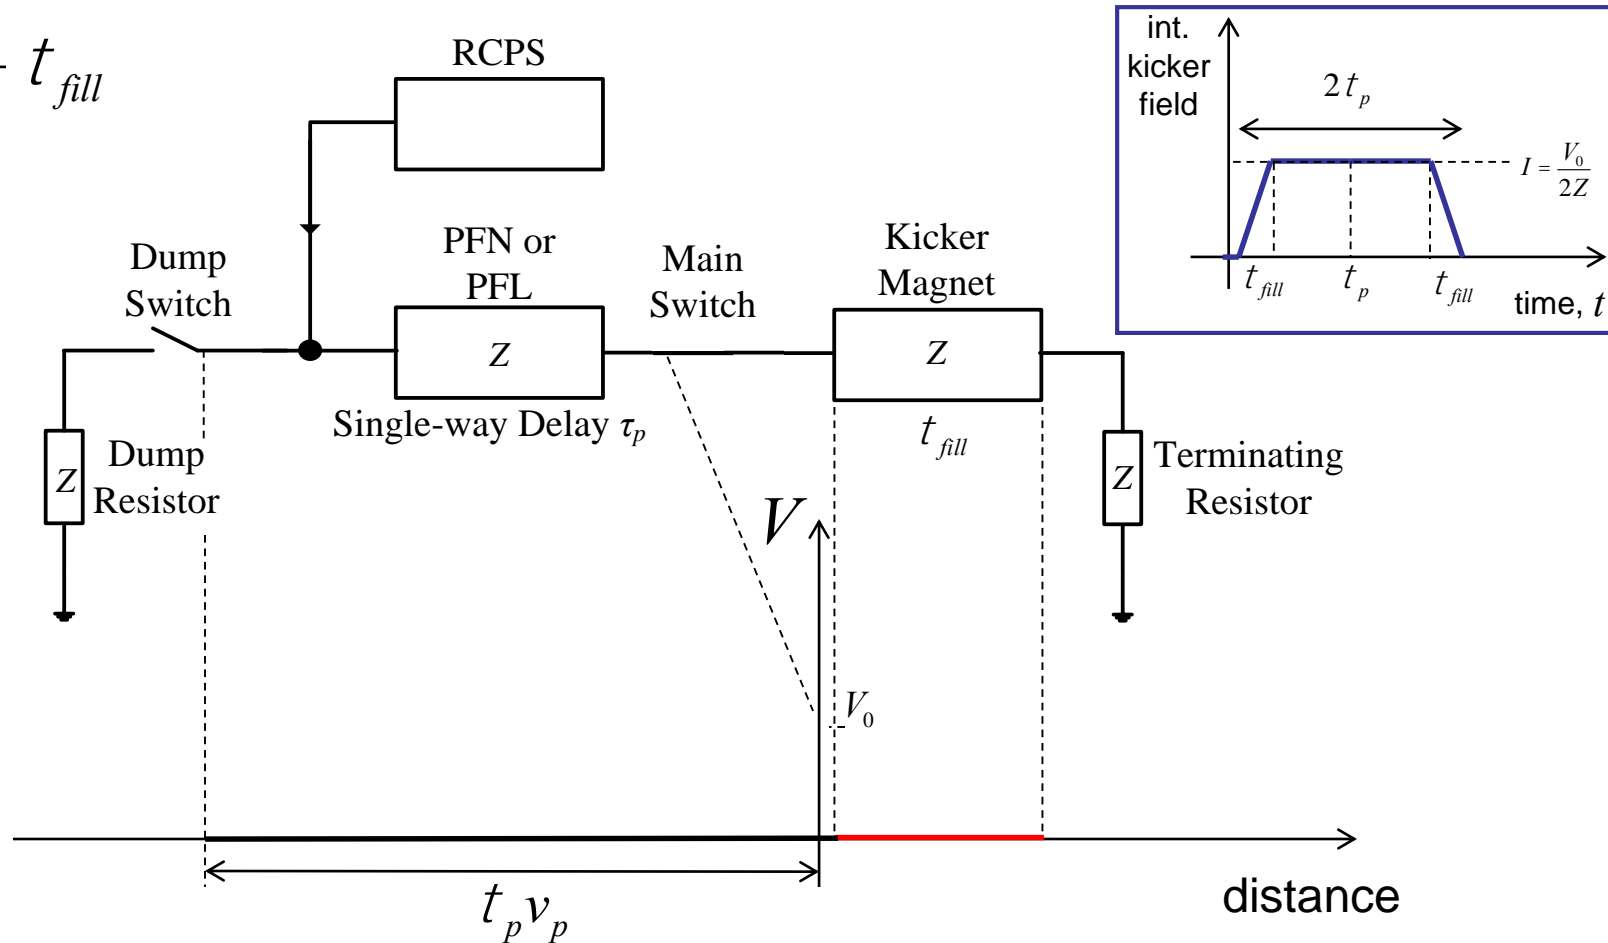 t_fill
RCPS
int.
kicker
field
2t_p
I = V_0 / 2Z
t_fill t_p t_fill
time, t
Dump
Switch
PFN or
PFL
Main
Switch
Kicker
Magnet
Z
Z
Single-way Delay τ_p
t_fill
Z
Dump
Resistor
Z
Terminating
Resistor
V
V_0
t_p v_p
distance